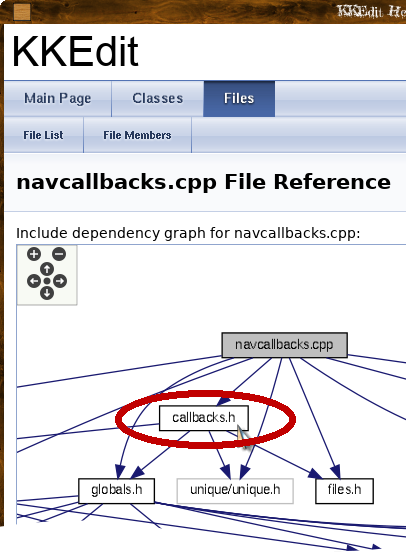 KKEdit He
KKEdit
Main Page Classes Files
File List File Members
navcallbacks.cpp File Reference
Include dependency graph for navcallbacks.cpp:
navcallbacks.cpp
callbacks.h
globals.h unique/unique.h files.h